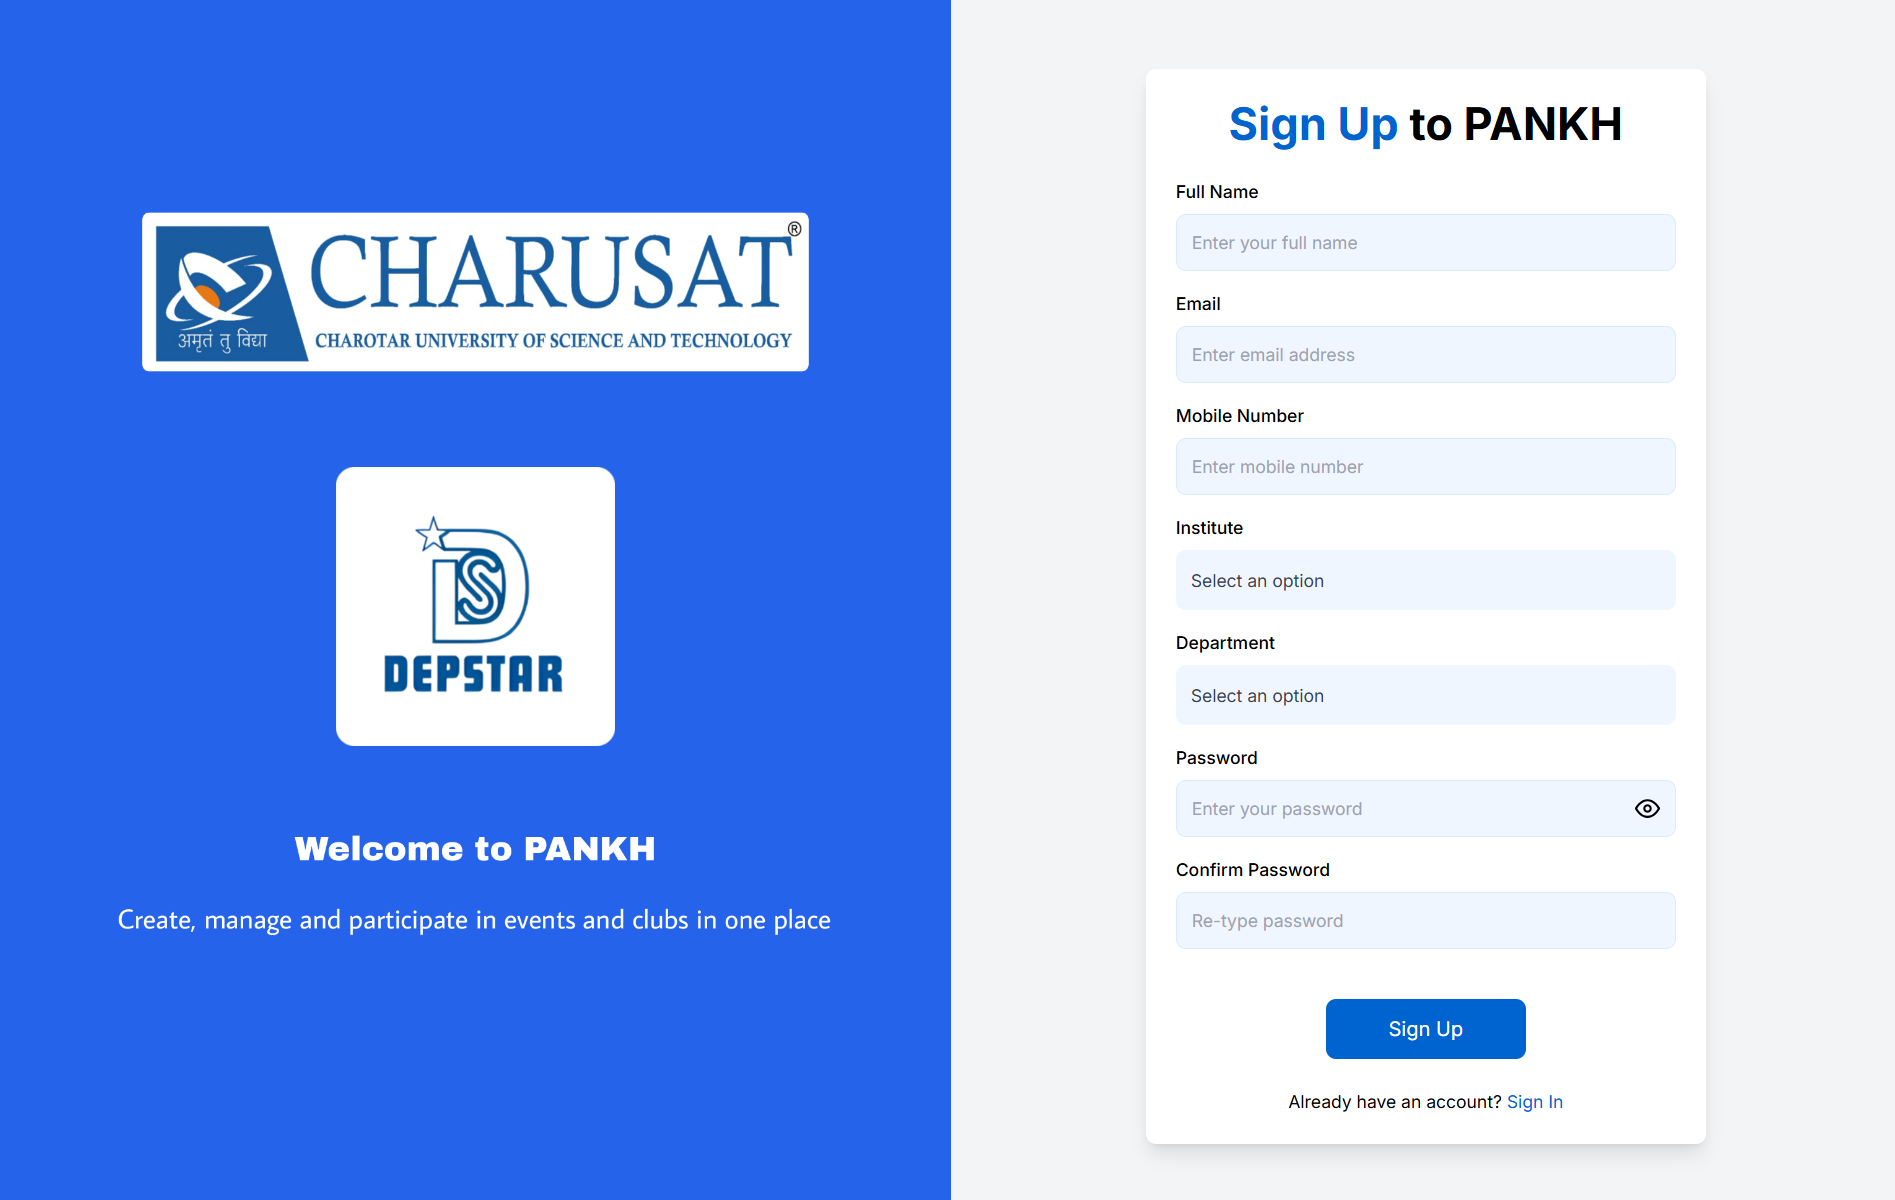 CHARUSAT®
अमृतं तु विद्या
CHAROTAR UNIVERSITY OF SCIENCE AND TECHNOLOGY
DS
DEPSTAR
Welcome to PANKH
Create, manage and participate in events and clubs in one place
Sign Up to PANKH
Full Name
Enter your full name
Email
Enter email address
Mobile Number
Enter mobile number
Institute
Select an option
Department
Select an option
Password
Enter your password
Confirm Password
Re-type password
Sign Up
Already have an account? Sign In